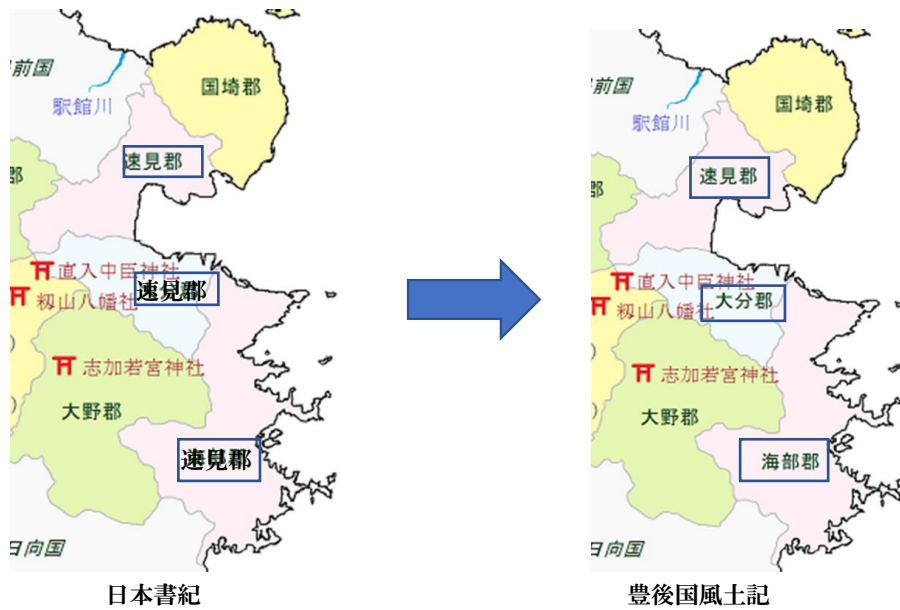 前国
国埼郡
駅館川
速見郡
郡
直入中臣神社
速見郡
籾山八幡社
志加若宮神社
大野郡
速見郡
日向国
日本書紀
前国
国埼郡
駅館川
速見郡
郡
直入中臣神社
大分郡
籾山八幡社
志加若宮神社
大野郡
海部郡
日向国
豊後国風土記